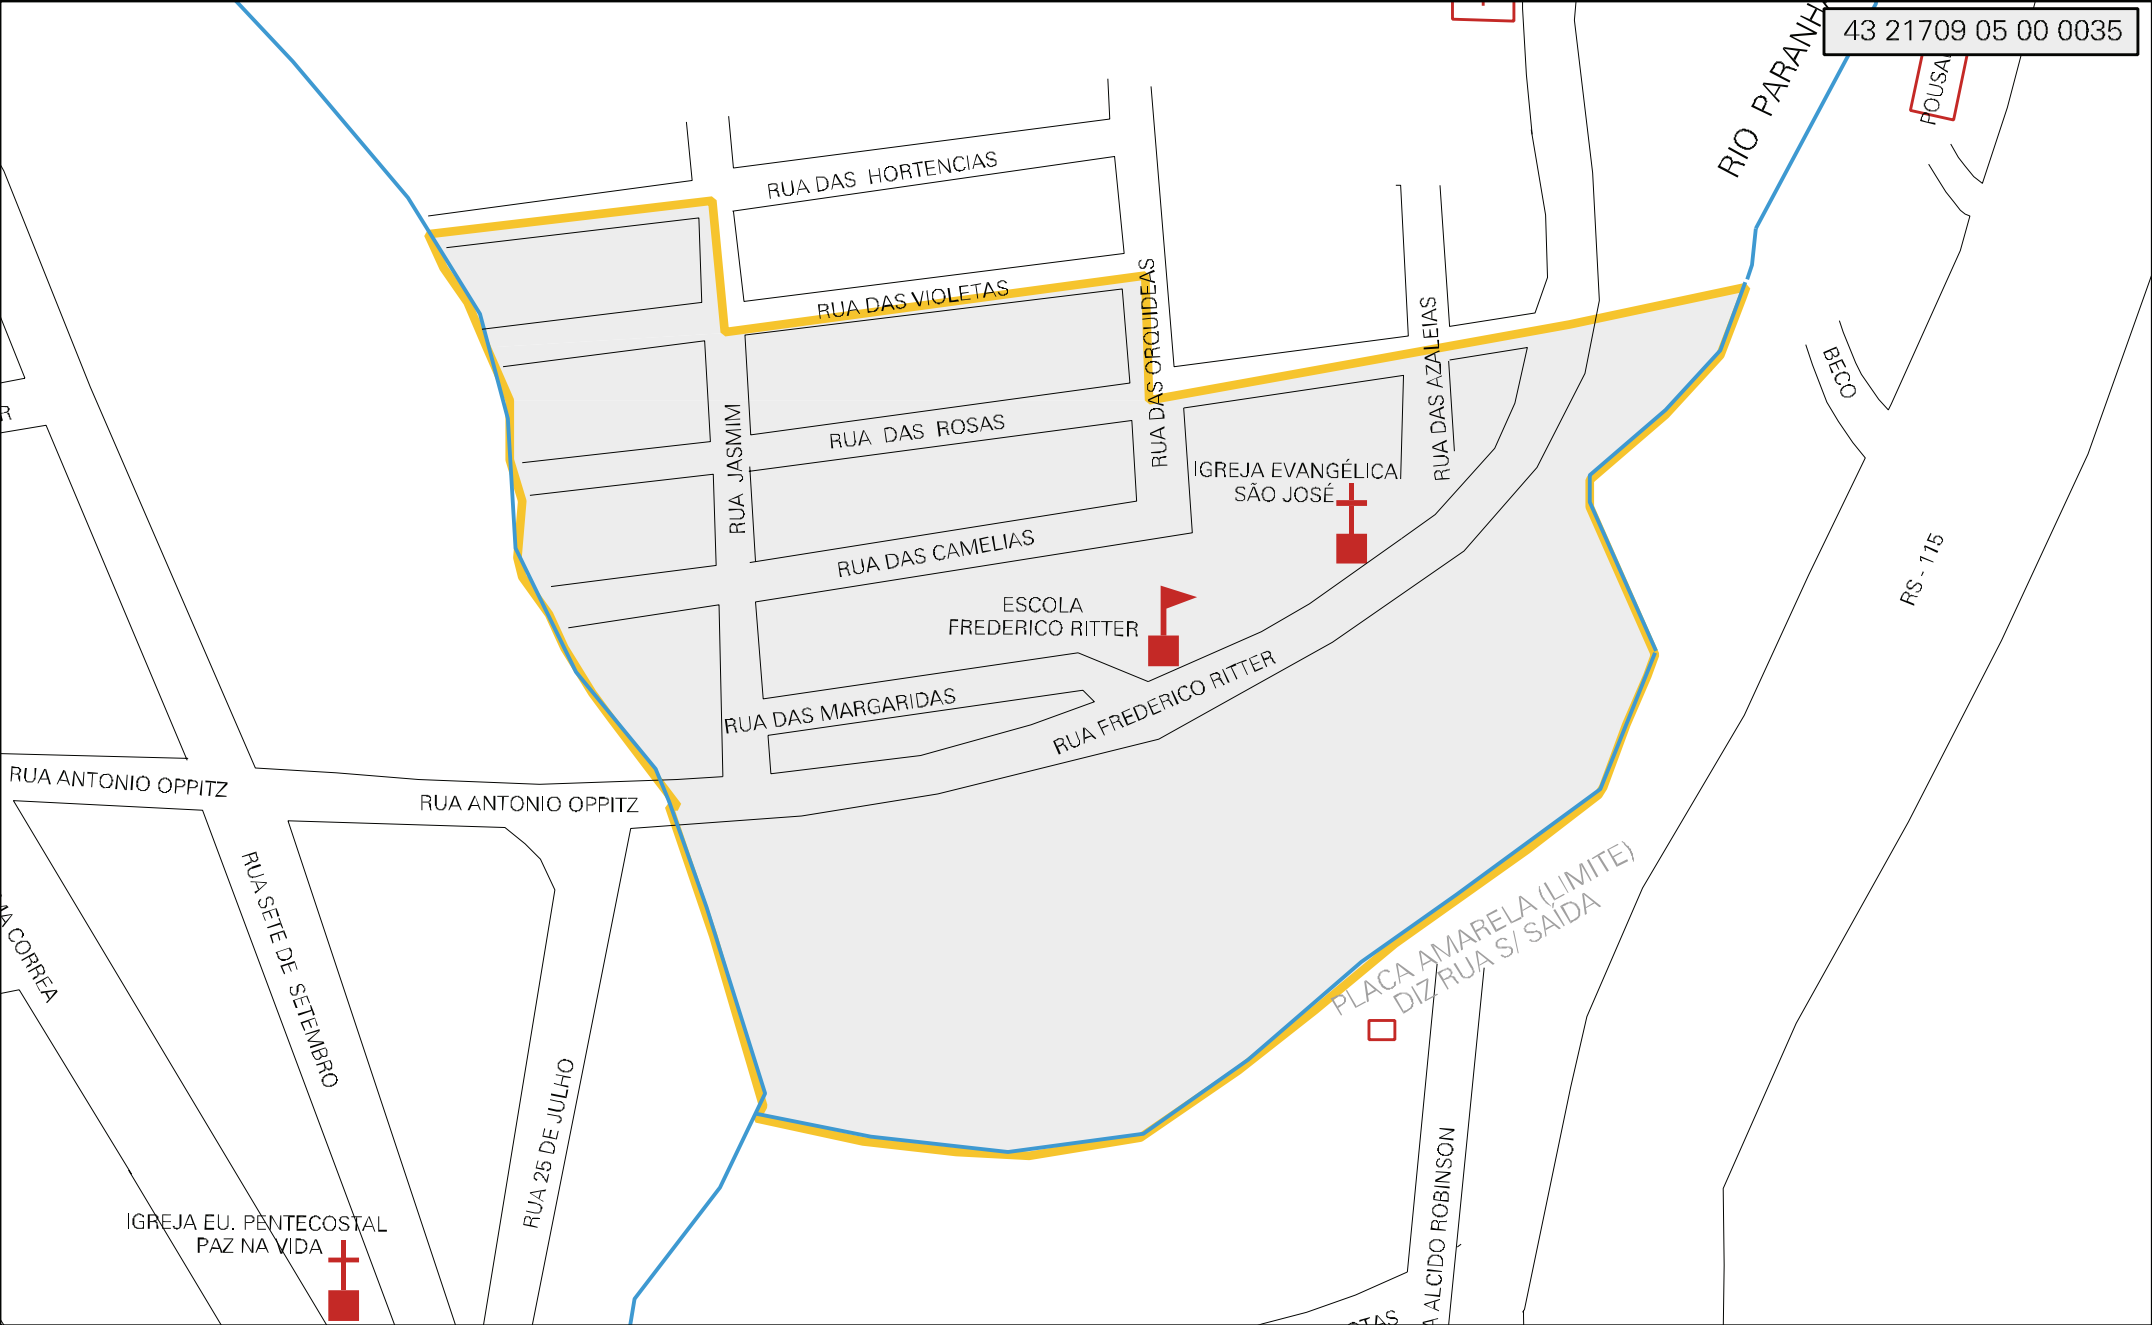 43 21709 05 00 0035
RIO PARANH
RUA DAS HORTENCIAS
RUA DAS VIOLETAS
RUA DAS ORQUIDEAS
RUA DAS AZALEIAS
BECO
RUA JASMIM
RUA DAS ROSAS
IGREJA EVANGÉLICA
SÃO JOSÉ
RUA DAS CAMELIAS
RS - 115
ESCOLA
FREDERICO RITTER
RUA DAS MARGARIDAS
RUA FREDERICO RITTER
RUA ANTONIO OPPITZ
RUA ANTONIO OPPITZ
PLACA AMARELA (LIMITE)
DIZ RUA S/ SAÍDA
RUA SETE DE SETEMBRO
CORREA
RUA 25 DE JULHO
ALCIDO ROBINSON
IGREJA EU. PENTECOSTAL
PAZ NA VIDA